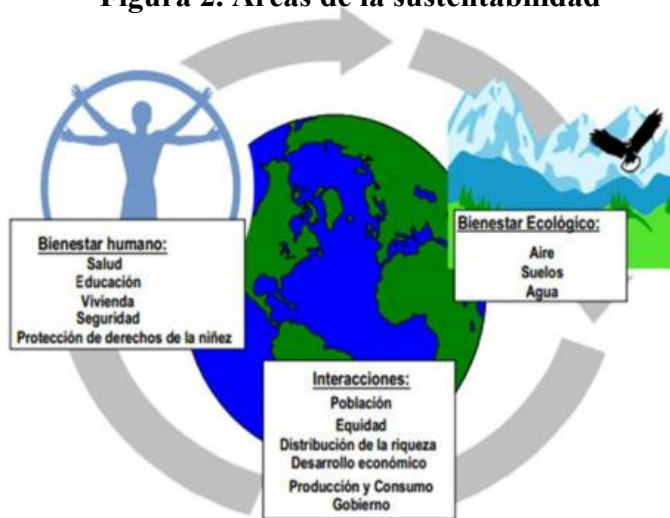 Figura 2. Áreas de la sustentabilidad
Bienestar humano:
Salud
Educación
Vivienda
Seguridad
Protección de derechos de la niñez
Bienestar Ecológico:
Aire
Suelos
Agua
Interacciones:
Población
Equidad
Distribución de la riqueza
Desarrollo económico
Producción y Consumo
Gobierno